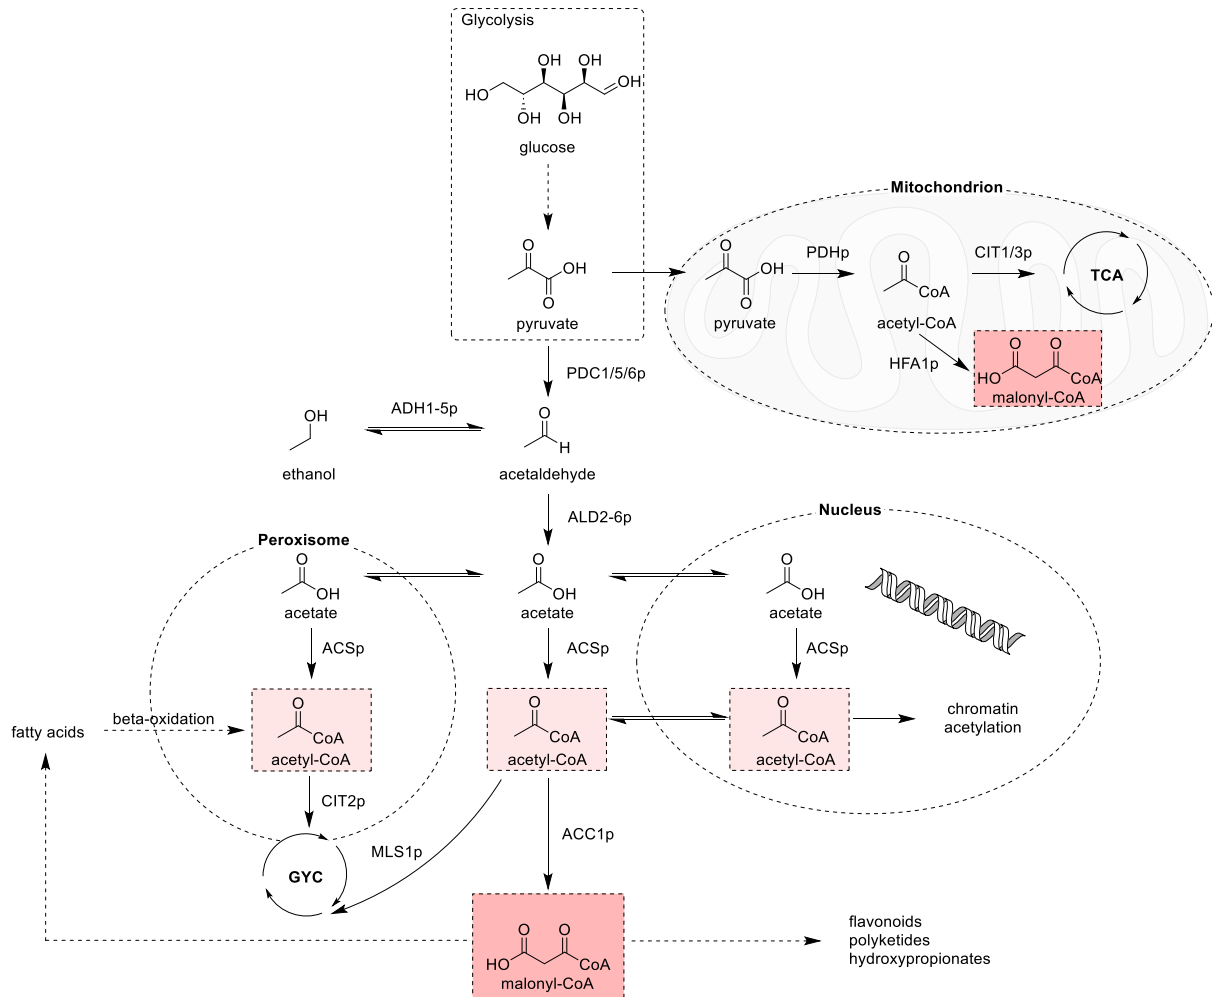 Glycolysis
OH
OH
HO
OH
OH
OH
glucose
Mitochondrion
O
OH
O
pyruvate
O
OH
O
pyruvate
PDHp
O
CoA
acetyl-CoA
CIT1/3p
TCA
HFA1p
O
O
HO
CoA
malonyl-CoA
PDC1/5/6p
OH
ethanol
ADH1-5p
O
H
acetaldehyde
ALD2-6p
Nucleus
Peroxisome
O
OH
acetate
O
OH
acetate
O
OH
acetate
ACSp
ACSp
ACSp
fatty acids
beta-oxidation
O
CoA
acetyl-CoA
O
CoA
acetyl-CoA
O
CoA
acetyl-CoA
chromatin
acetylation
CIT2p
MLS1p
ACC1p
GYC
O
O
HO
CoA
malonyl-CoA
flavonoids
polyketides
hydroxypropionates